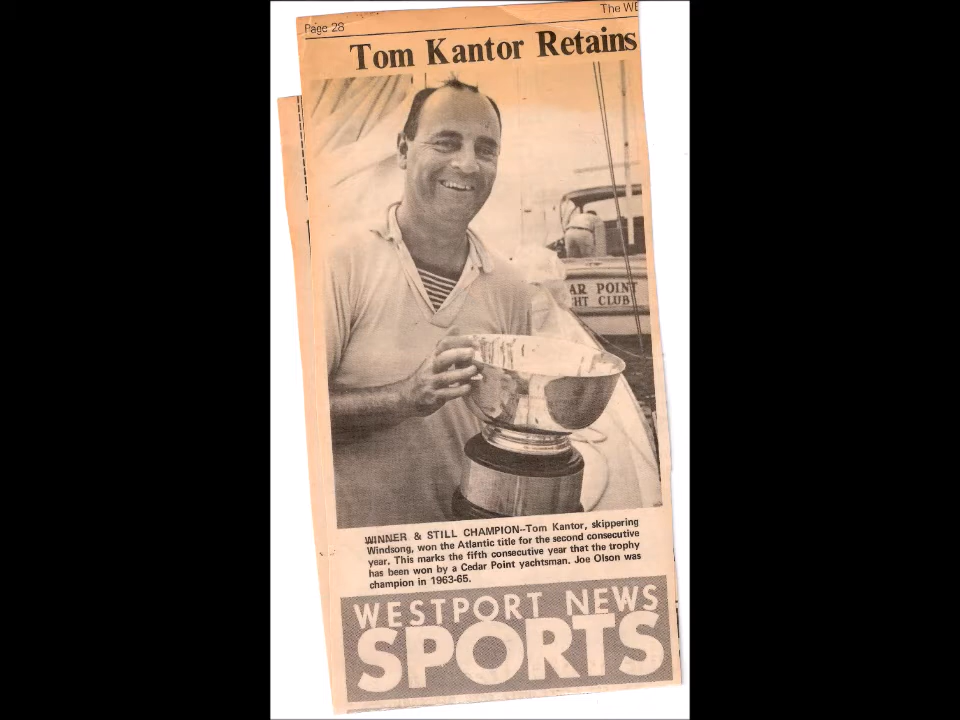 Page 28
The WE
Tom Kantor Retains
AR POINT
HT CLUB
WINNER & STILL CHAMPION--Tom Kantor, skippering
Windsong, won the Atlantic title for the second consecutive
year. This marks the fifth consecutive year that the trophy
has been won by a Cedar Point yachtsman. Joe Olson was
champion in 1963-65.
WESTPORT NEWS
SPORTS